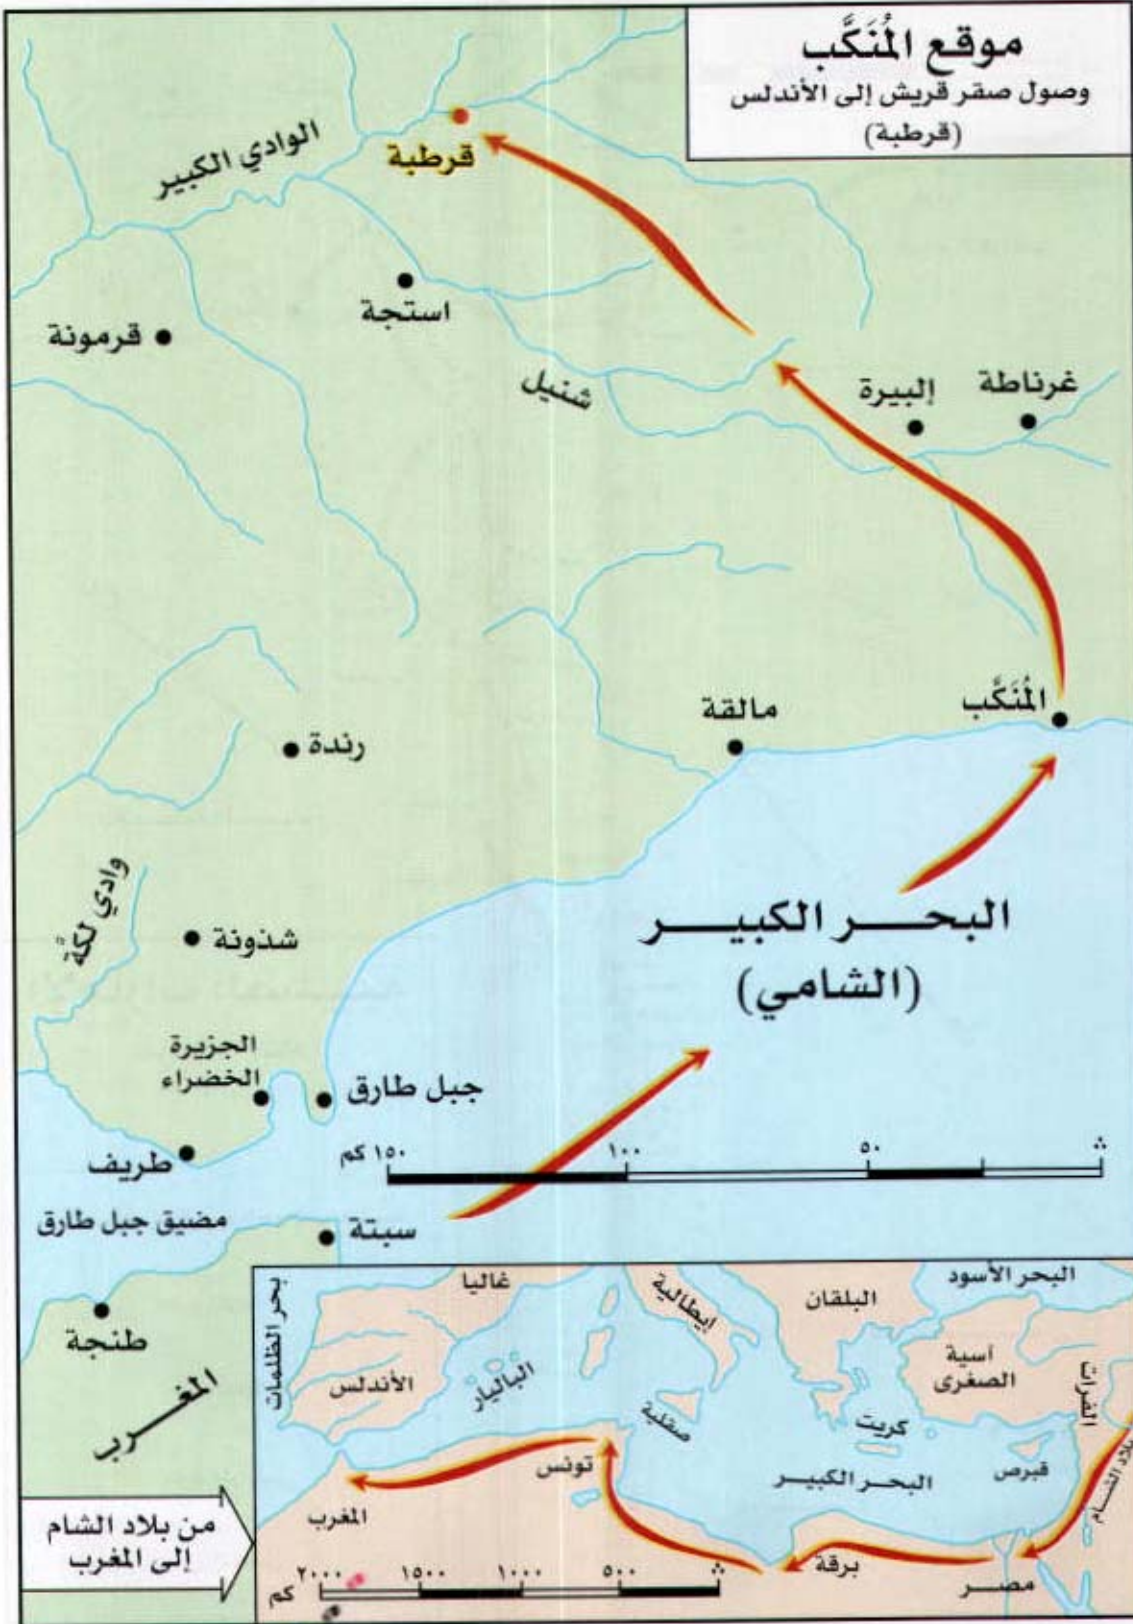 موقع المُنَكَّب
وصول صقر قريش إلى الأندلس
(قرطبة)
الوادي الكبير
قرطبة
استجة
قرمونة
شنيل
إلبيرة
غرناطة
المُنَكَّب
مالقة
رندة
وادي لكّة
شذونة
البحر الكبير
(الشامي)
الجزيرة
الخضراء
جبل طارق
طريف
١٥٠ كم
١٠٠
٥٠
مضيق جبل طارق
سبتة
طنجة
المغرب
من بلاد الشام
إلى المغرب
بحر الظلمات
غاليا
إيطالية
البلقان
البحر الأسود
الأندلس
الباليار
صقلية
كريت
آسية
الصغرى
الفرات
قبرص
بلاد الشام
البحر الكبير
تونس
المغرب
برقة
مصر
٢٠٠٠ كم
١٥٠٠
١٠٠٠
٥٠٠